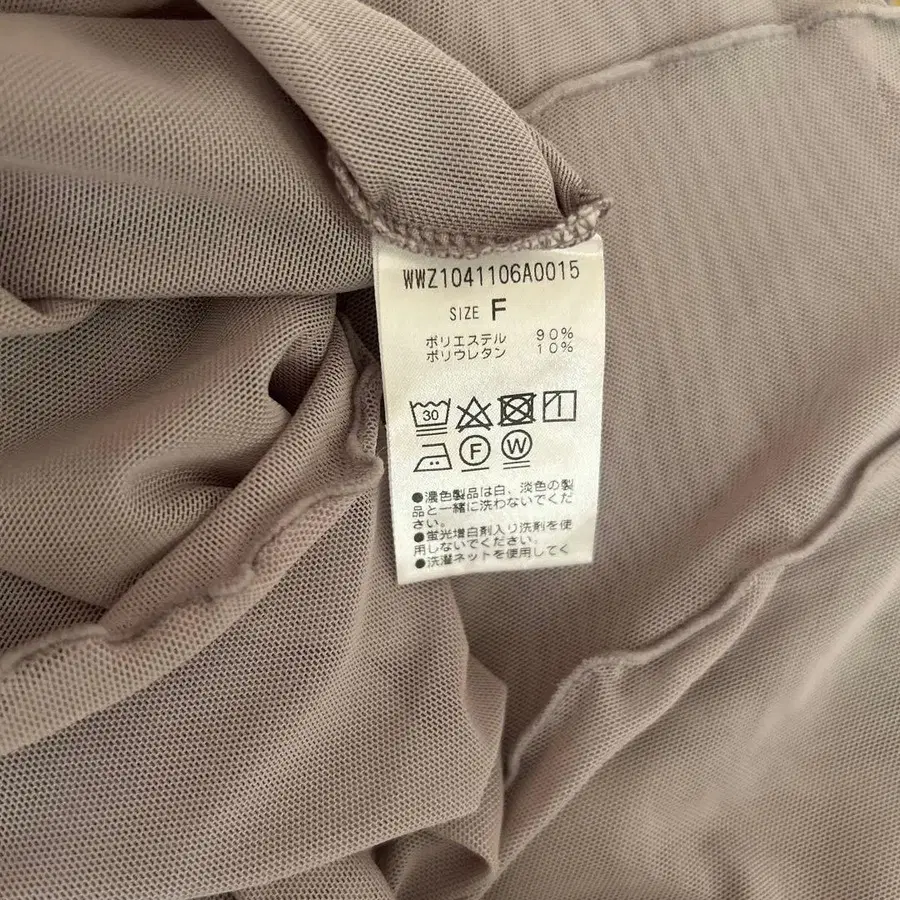 WWZ1041106A0015
SIZE F
ポリエステル 90%
ポリウレタン 10%
30
F W
●濃色製品は白、淡色の製
品と一緒に洗わないでくだ
さい。
●蛍光増白剤入り洗剤を使
用しないでください。
●洗濯ネットを使用してく